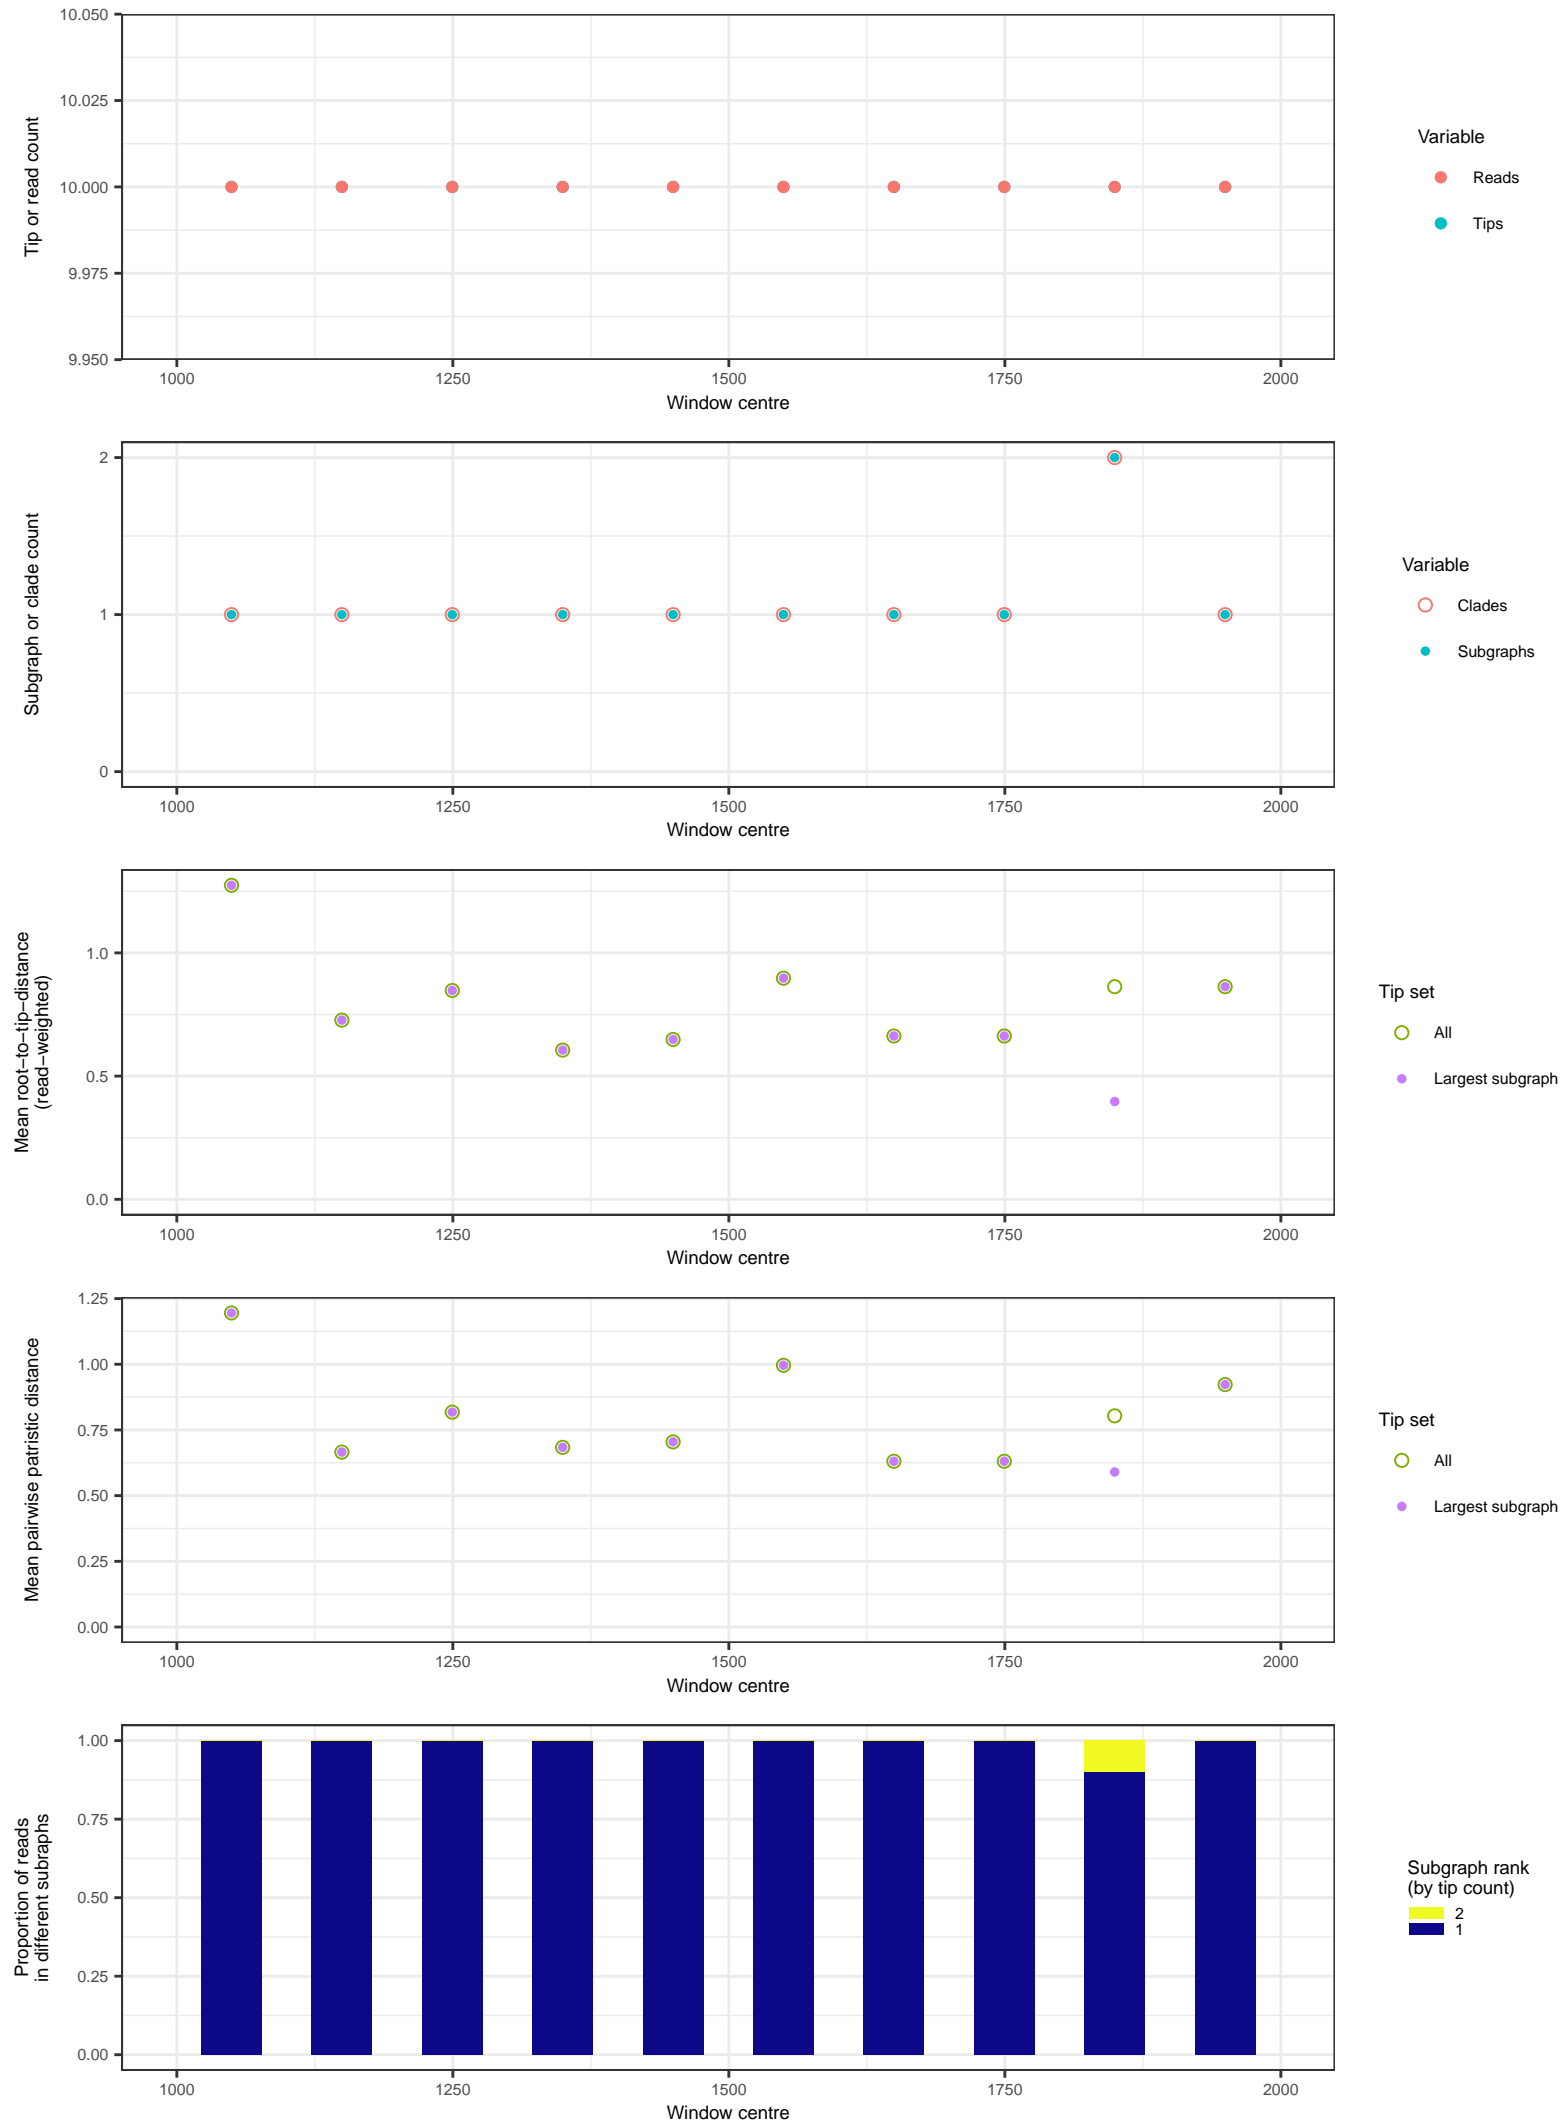 10.050
10.025
10.000
9.975
9.950
Tip or read count
1000 1250 1500 1750 2000
Window centre
Variable
Reads
Tips
2
1
0
Subgraph or clade count
1000 1250 1500 1750 2000
Window centre
Variable
Clades
Subgraphs
1.0
0.5
0.0
Mean root−to−tip−distance
(read−weighted)
1000 1250 1500 1750 2000
Window centre
Tip set
All
Largest subgraph
1.25
1.00
0.75
0.50
0.25
0.00
Mean pairwise patristic distance
1000 1250 1500 1750 2000
Window centre
Tip set
All
Largest subgraph
1.00
0.75
0.50
0.25
0.00
Proportion of reads
in different subraphs
1000 1250 1500 1750 2000
Window centre
Subgraph rank
(by tip count)
2
1